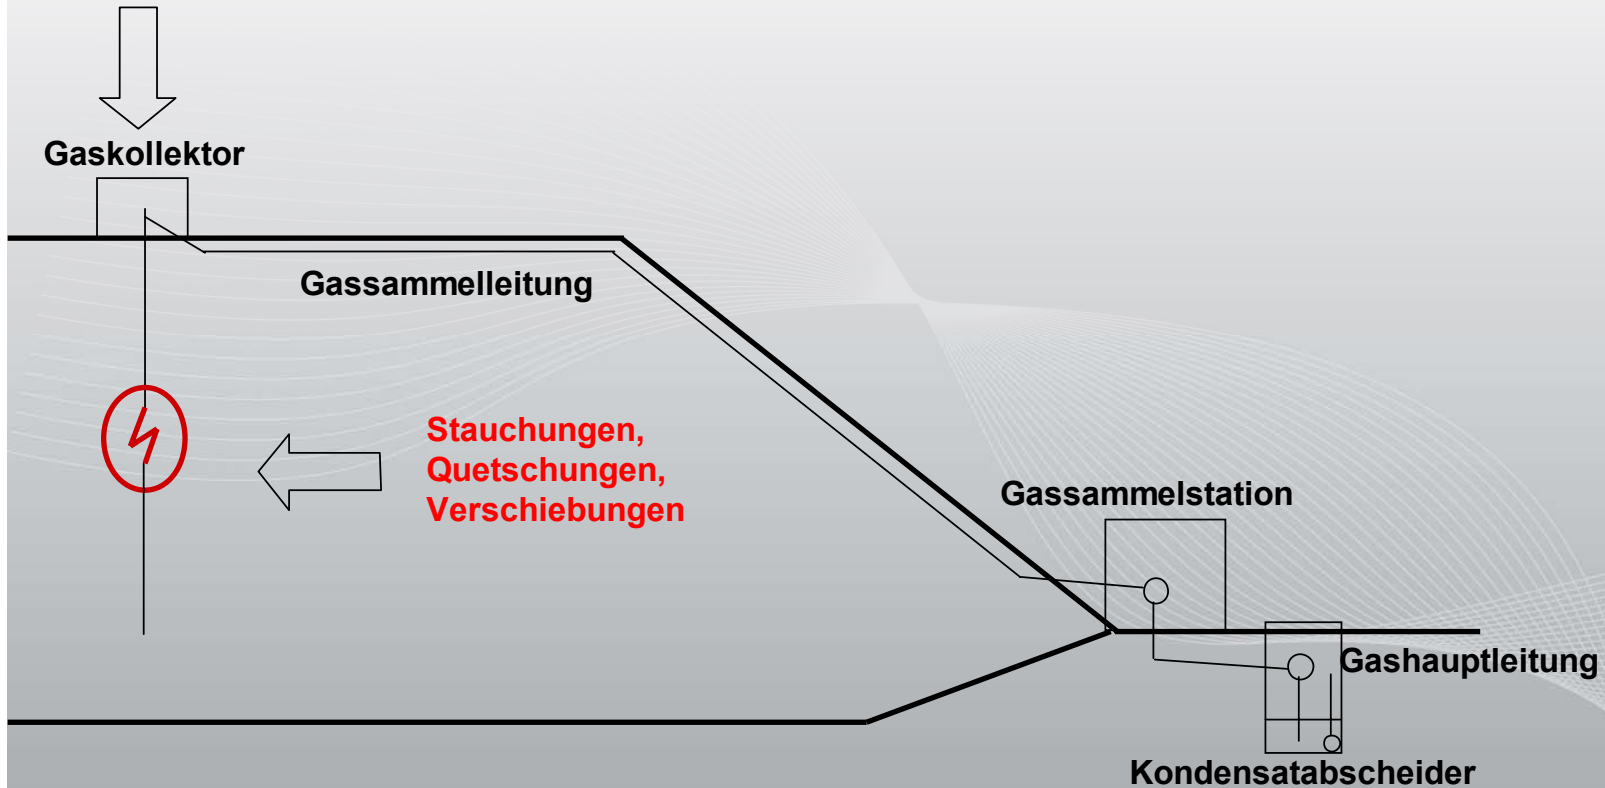 Gaskollektor
Gassammelleitung
Stauchungen,
Quetschungen,
Verschiebungen
Gassammelstation
Gashauptleitung
Kondensatabscheider